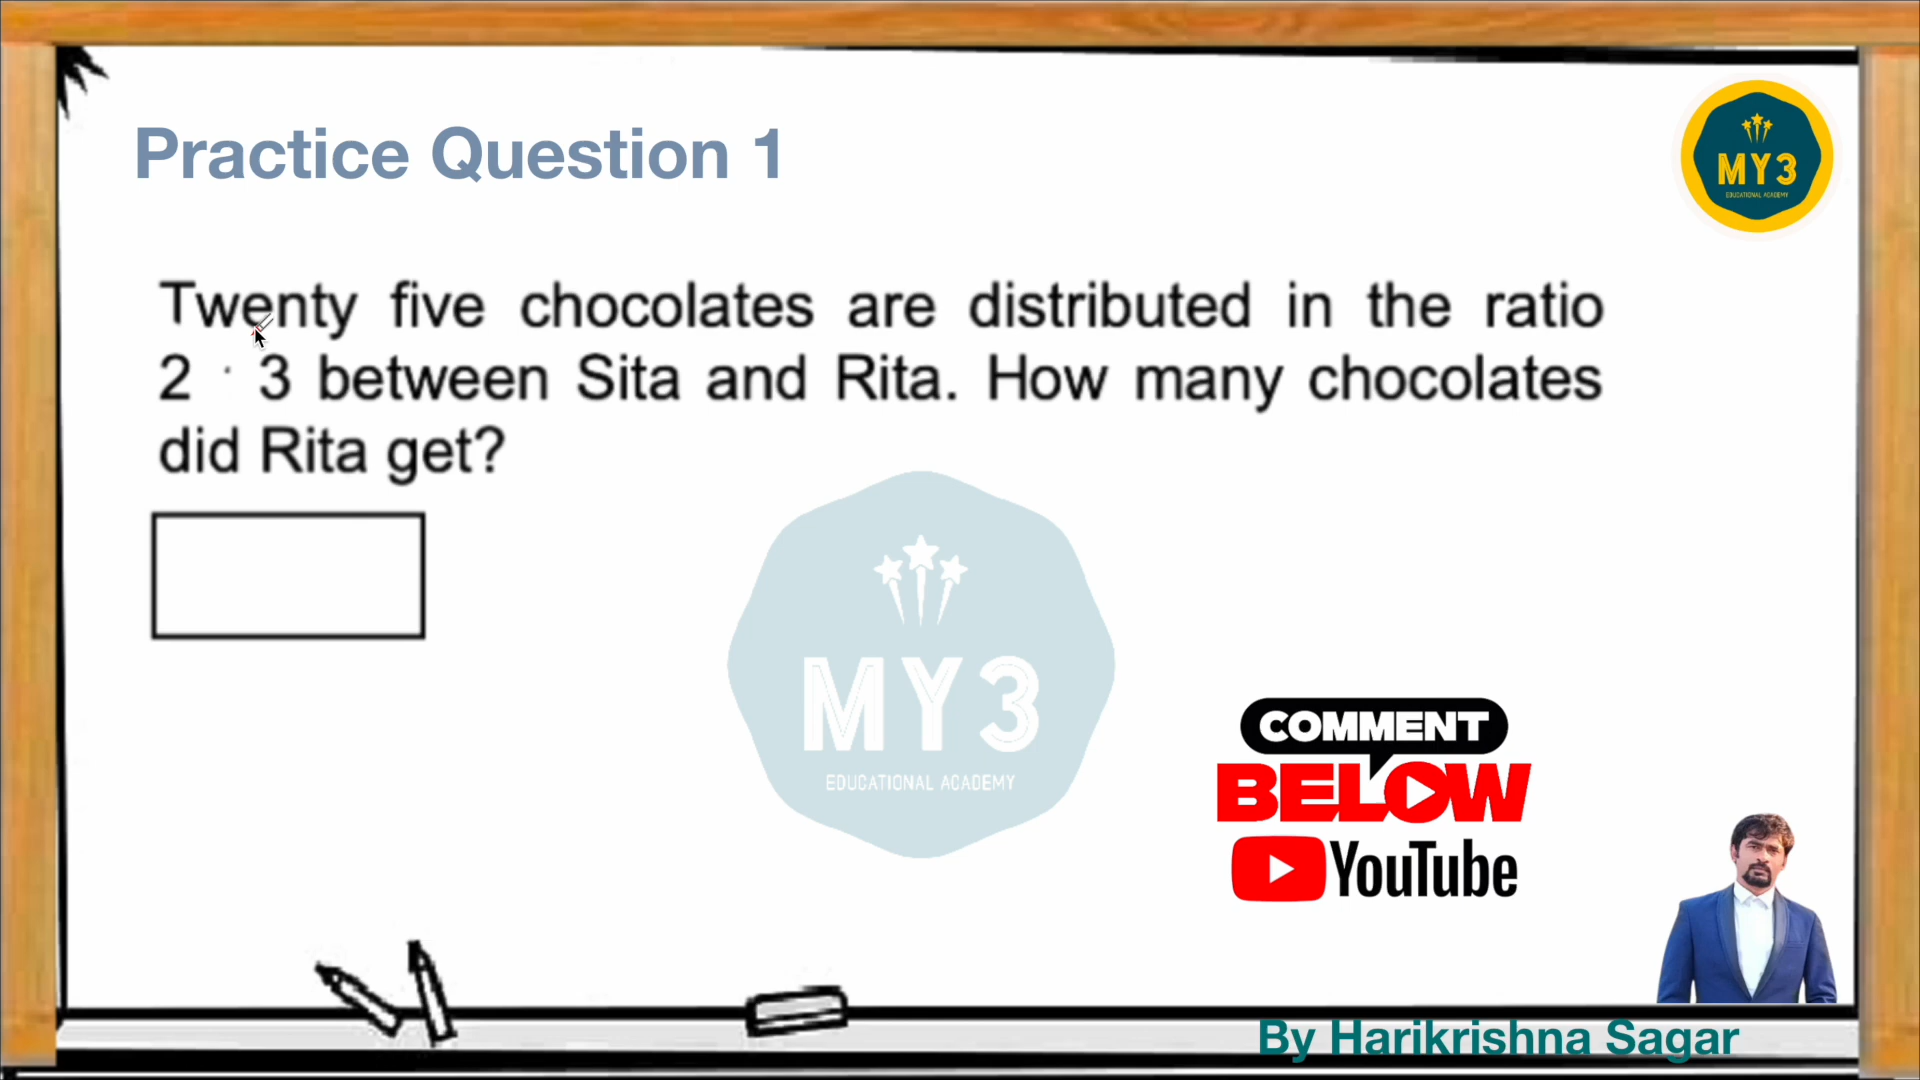 Practice Question 1
MY3
EDUCATIONAL ACADEMY
Twenty five chocolates are distributed in the ratio
2 : 3 between Sita and Rita. How many chocolates
did Rita get?
MY3
EDUCATIONAL ACADEMY
COMMENT
BELOW
YouTube
By Harikrishna Sagar